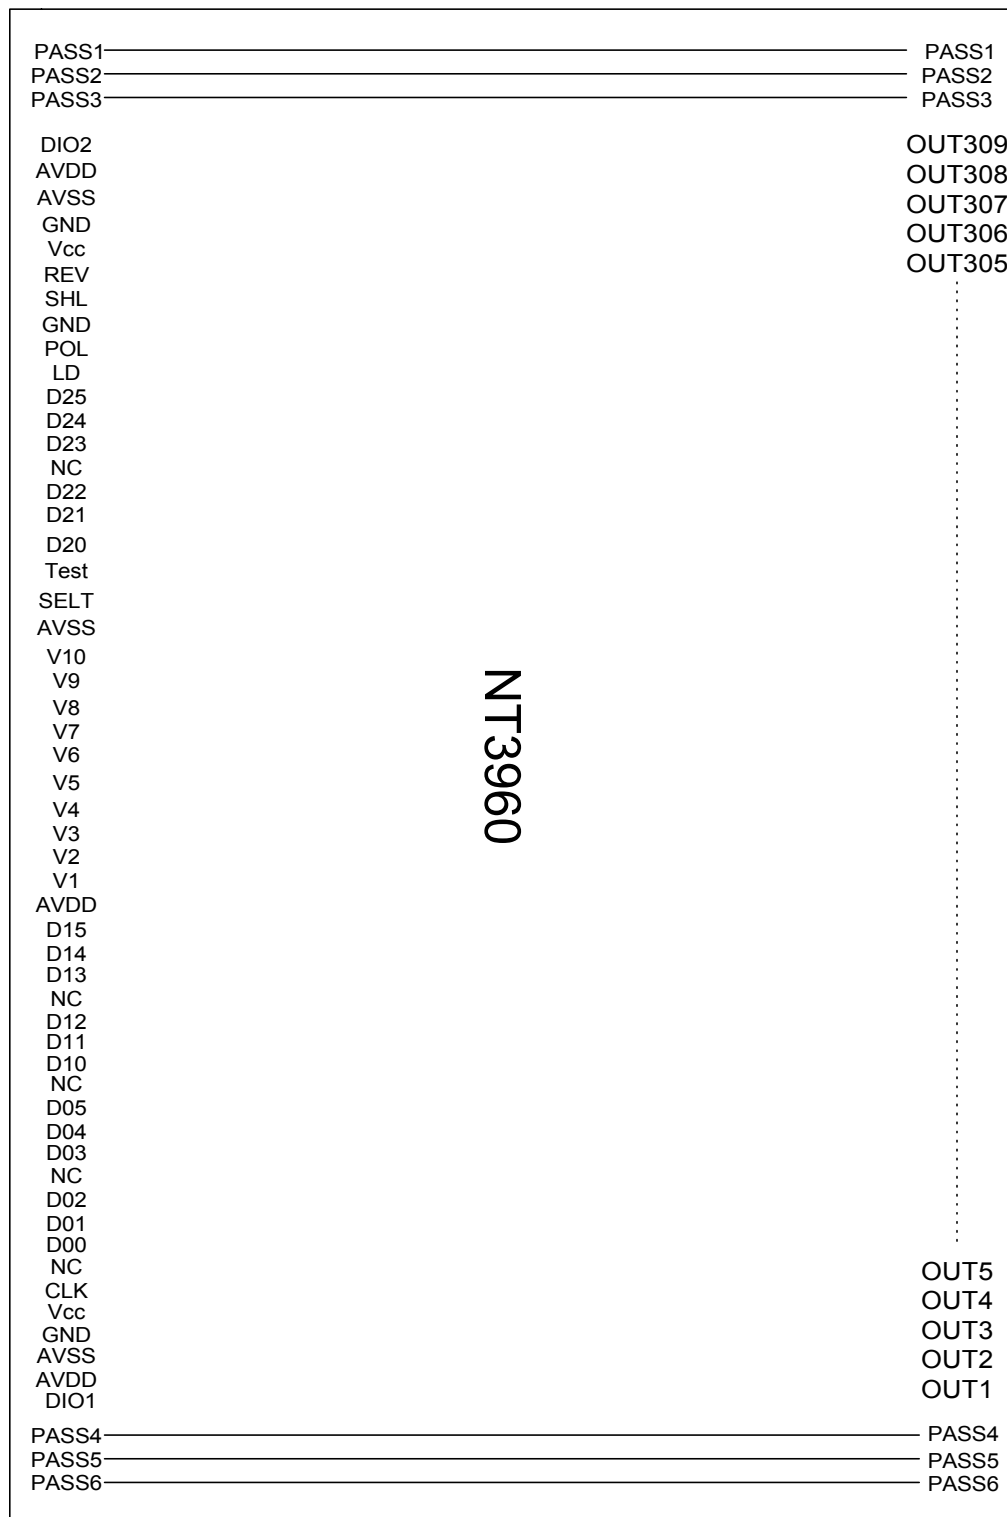 PASS1 PASS1
PASS2 PASS2
PASS3 PASS3
DIO2 OUT309
AVDD OUT308
AVSS OUT307
GND OUT306
Vcc OUT305
REV
SHL
GND
POL
LD
D25
D24
D23
NC
D22
D21
D20
Test
SELT
AVSS
V10
V9
V8
V7
V6
V5
V4
V3
V2
V1
NT3960
AVDD
D15
D14
D13
NC
D12
D11
D10
NC
D05
D04
D03
NC
D02
D01
D00
NC OUT5
CLK OUT4
Vcc
GND OUT3
AVSS OUT2
AVDD OUT1
DIO1
PASS4 PASS4
PASS5 PASS5
PASS6 PASS6